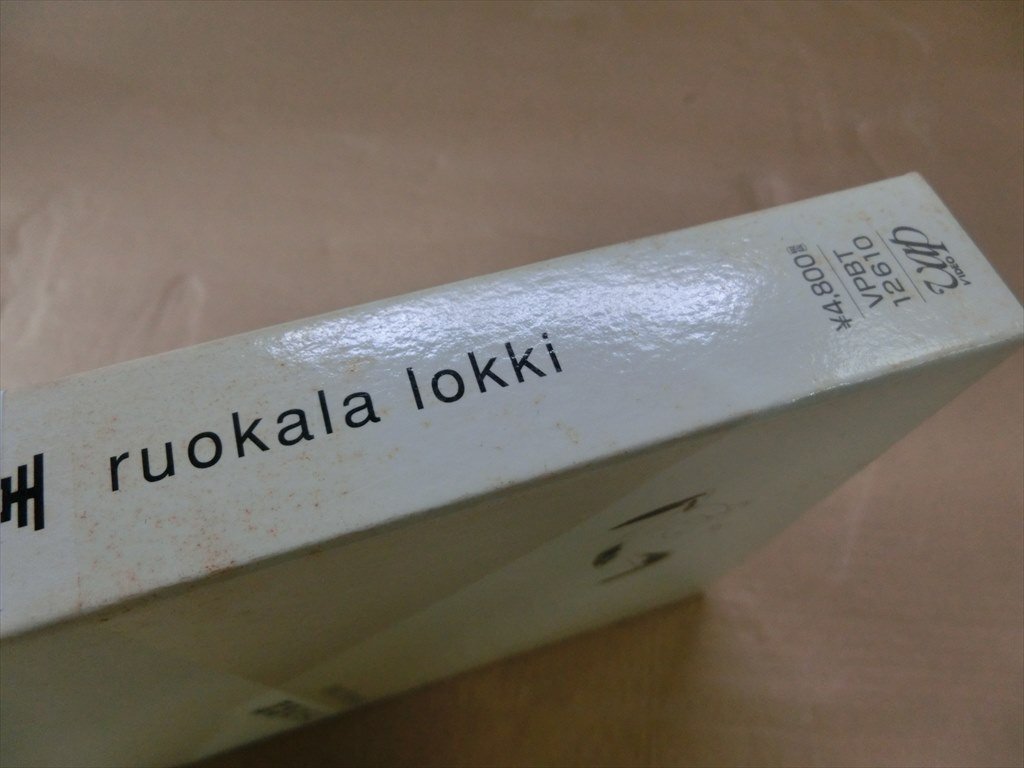 ruokala lokki
¥4,800
VPBT
12610
vap
VIDEO